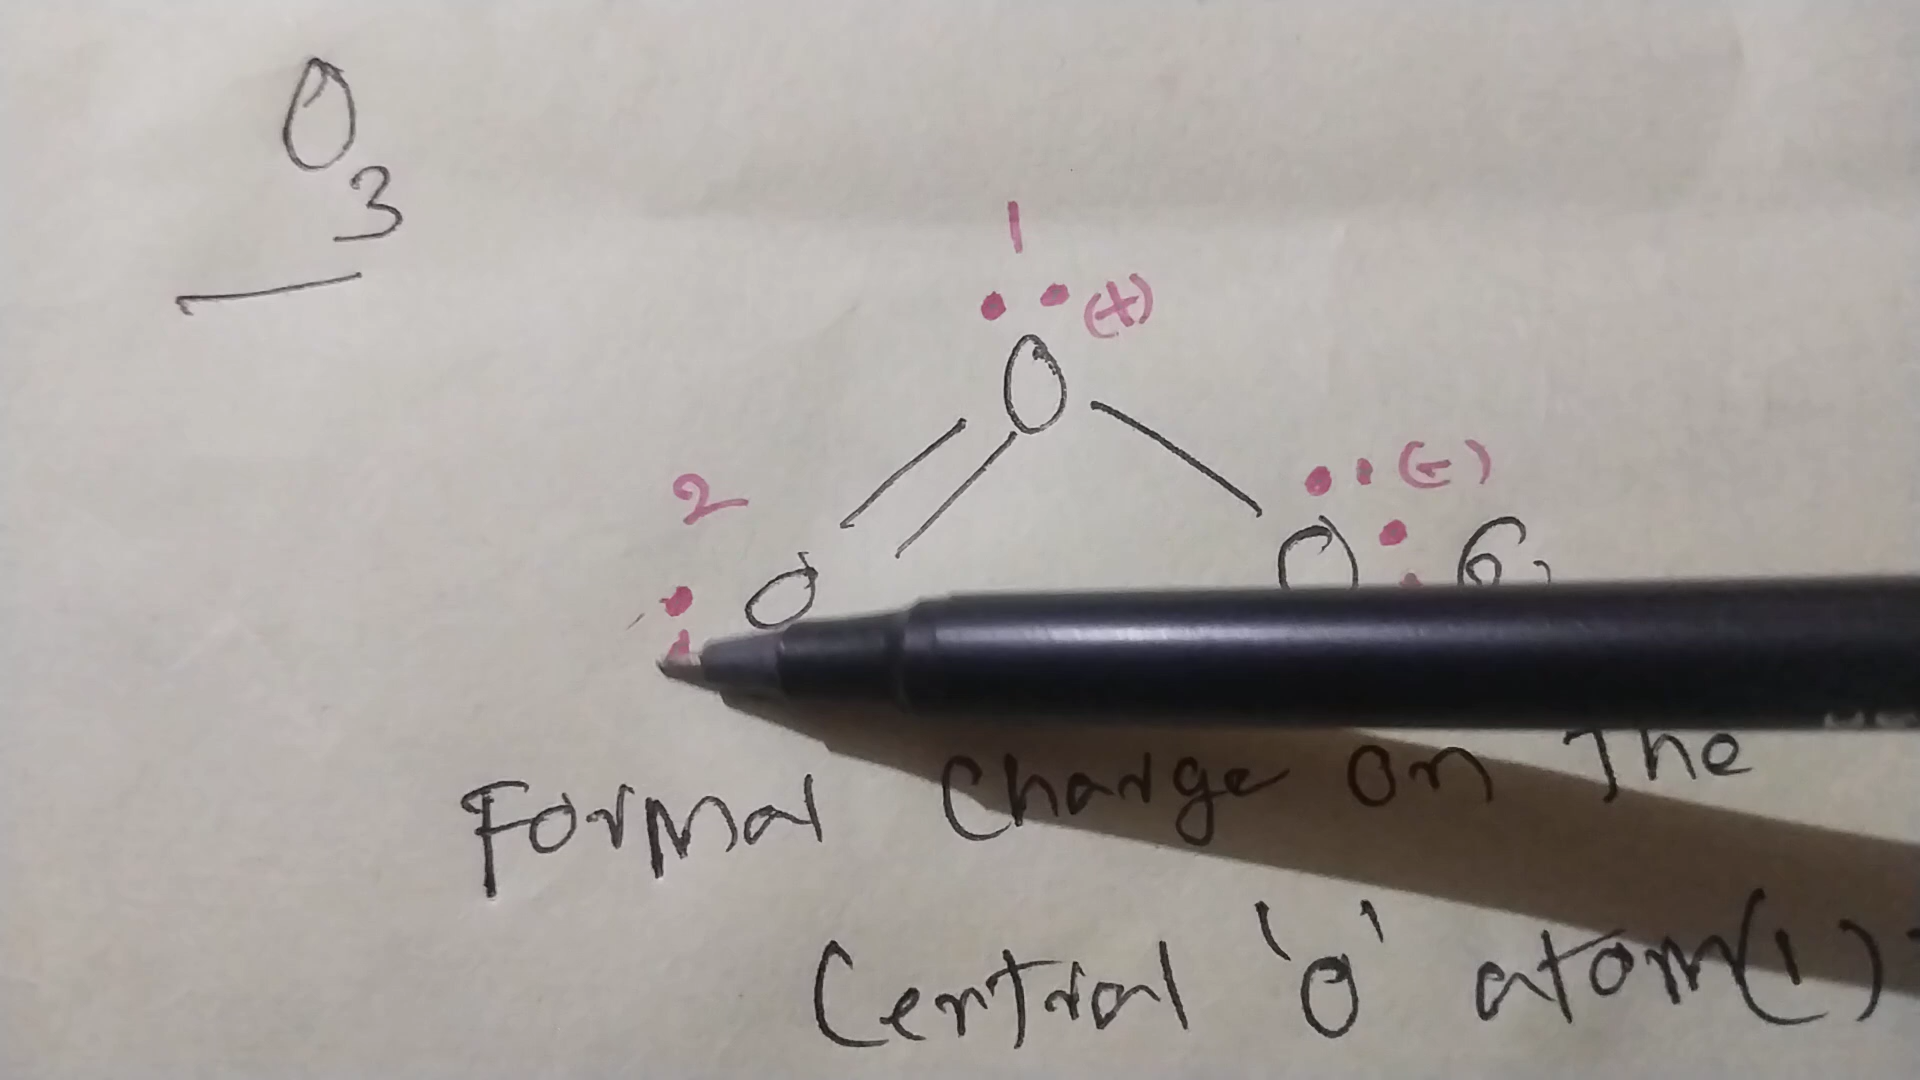 O3
1
(+)
O
2
(-)
O
O
Formal Charge on The
Central 'O' atom(1)